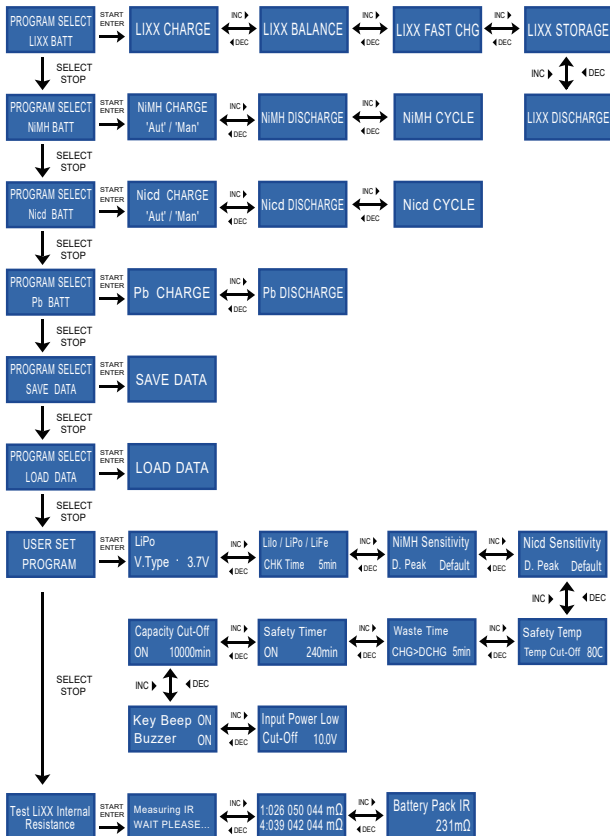 PROGRAM SELECT
LIXX BATT
START
ENTER
LIXX CHARGE
INC
DEC
LIXX BALANCE
INC
DEC
LIXX FAST CHG
INC
DEC
LIXX STORAGE
INC
DEC
LIXX DISCHARGE
SELECT
STOP
PROGRAM SELECT
NiMH BATT
START
ENTER
NiMH CHARGE
'Aut' / 'Man'
INC
DEC
NiMH DISCHARGE
INC
DEC
NiMH CYCLE
SELECT
STOP
PROGRAM SELECT
Nicd BATT
START
ENTER
Nicd CHARGE
'Aut' / 'Man'
INC
DEC
Nicd DISCHARGE
INC
DEC
Nicd CYCLE
SELECT
STOP
PROGRAM SELECT
Pb BATT
START
ENTER
Pb CHARGE
INC
DEC
Pb DISCHARGE
SELECT
STOP
PROGRAM SELECT
SAVE DATA
START
ENTER
SAVE DATA
SELECT
STOP
PROGRAM SELECT
LOAD DATA
START
ENTER
LOAD DATA
SELECT
STOP
USER SET
PROGRAM
START
ENTER
LiPo
V.Type · 3.7V
INC
DEC
LiIo / LiPo / LiFe
CHK Time 5min
INC
DEC
NiMH Sensitivity
D. Peak Default
INC
DEC
Nicd Sensitivity
D. Peak Default
INC
DEC
Safety Temp
Temp Cut-Off 80C
INC
DEC
Waste Time
CHG>DCHG 5min
INC
DEC
Safety Timer
ON 240min
INC
DEC
Capacity Cut-Off
ON 10000min
INC
DEC
Key Beep ON
Buzzer ON
INC
DEC
Input Power Low
Cut-Off 10.0V
SELECT
STOP
Test LiXX Internal
Resistance
START
ENTER
Measuring IR
WAIT PLEASE...
INC
DEC
1:026 050 044 mΩ
4:039 042 044 mΩ
INC
DEC
Battery Pack IR
231mΩ